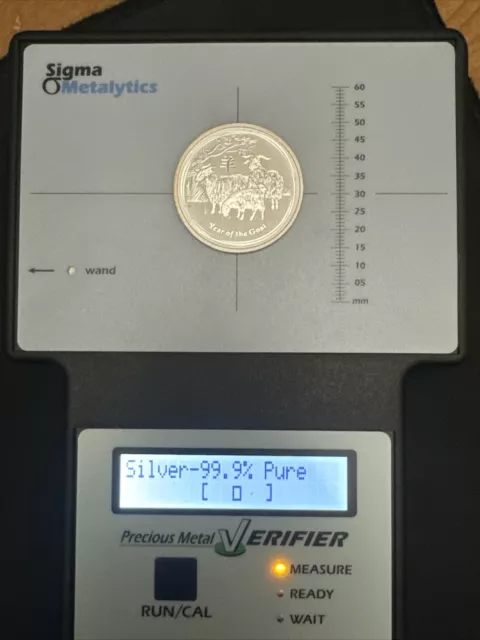 Sigma
Metalytics
60
55
50
45
40
35
30
25
20
15
10
05
mm
羊
Year of the Goat
wand
Silver-99.9% Pure
[ □ ]
Precious Metal VERIFIER
MEASURE
READY
WAIT
RUN/CAL